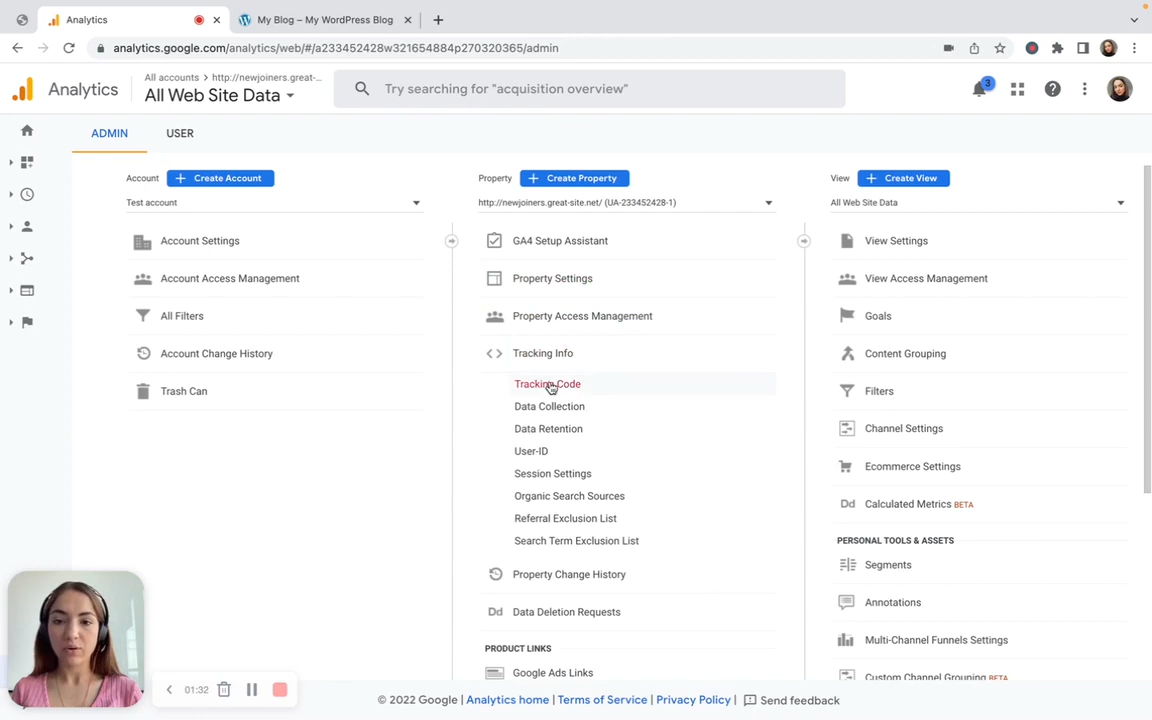 Analytics
My Blog – My WordPress Blog
analytics.google.com/analytics/web/#/a233452428w321654884p270320365/admin
Analytics
All accounts > http://newjoiners.great-...
All Web Site Data
Try searching for "acquisition overview"
3
ADMIN
USER
Account
Create Account
Test account
Account Settings
Account Access Management
All Filters
Account Change History
Trash Can
Property
Create Property
http://newjoiners.great-site.net/ (UA-233452428-1)
GA4 Setup Assistant
Property Settings
Property Access Management
Tracking Info
Tracking Code
Data Collection
Data Retention
User-ID
Session Settings
Organic Search Sources
Referral Exclusion List
Search Term Exclusion List
Property Change History
Dd Data Deletion Requests
PRODUCT LINKS
Google Ads Links
View
Create View
All Web Site Data
View Settings
View Access Management
Goals
Content Grouping
Filters
Channel Settings
Ecommerce Settings
Dd Calculated Metrics BETA
PERSONAL TOOLS & ASSETS
Segments
Annotations
Multi-Channel Funnels Settings
Custom Channel Grouping BETA
01:32
© 2022 Google | Analytics home | Terms of Service | Privacy Policy | Send feedback